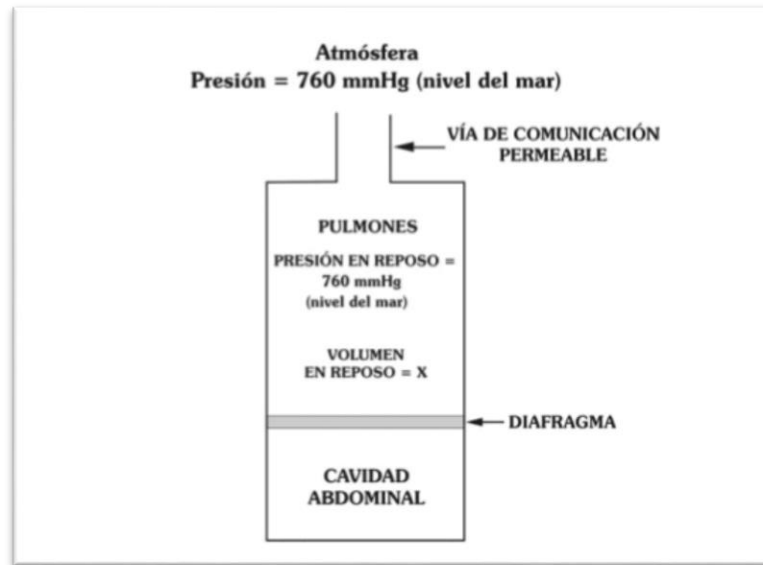 Atmósfera
Presión = 760 mmHg (nivel del mar)
VÍA DE COMUNICACIÓN
PERMEABLE
PULMONES
PRESIÓN EN REPOSO =
760 mmHg
(nivel del mar)
VOLUMEN
EN REPOSO = X
DIAFRAGMA
CAVIDAD
ABDOMINAL